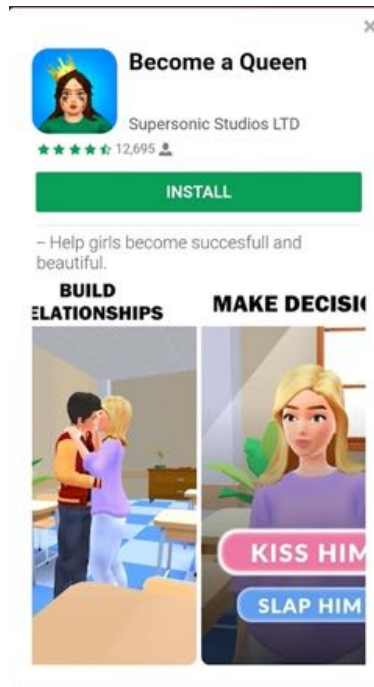 Become a Queen
Supersonic Studios LTD
12,695
INSTALL
– Help girls become succesfull and
beautiful.
BUILD
ELATIONSHIPS
MAKE DECISI
KISS HIM
SLAP HIM